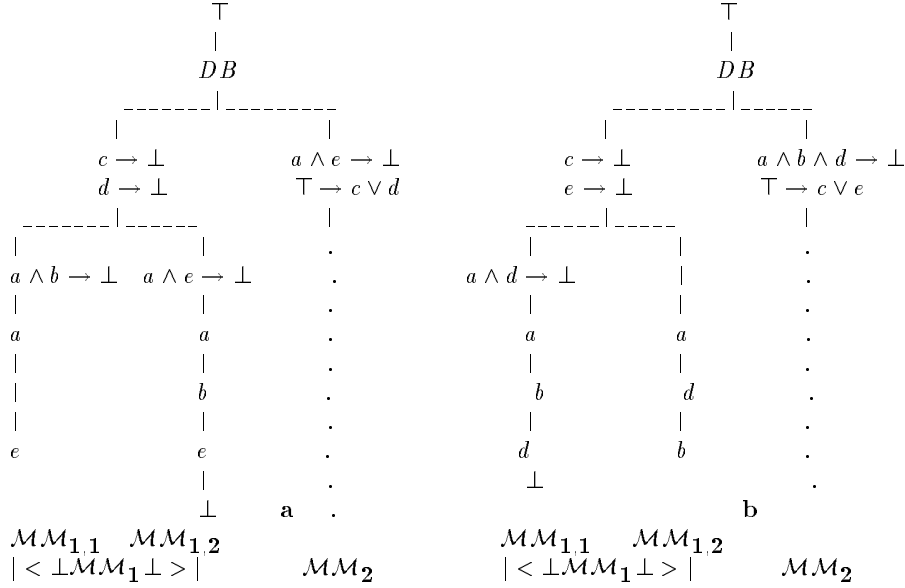 ⊤ ⊤
DB DB
c → ⊥ a ∧ e → ⊥ c → ⊥ a ∧ b ∧ d → ⊥
d → ⊥ ⊤ → c ∨ d e → ⊥ ⊤ → c ∨ e
a ∧ b → ⊥ a ∧ e → ⊥ . a ∧ d → ⊥ .
a a . a a .
b . b d .
e e . d b .
⊥ .
⊥ a . b
MM1,1 MM1,2 MM1,1 MM1,2
| < ⊥MM1⊥ > | MM2 | < ⊥MM1⊥ > | MM2